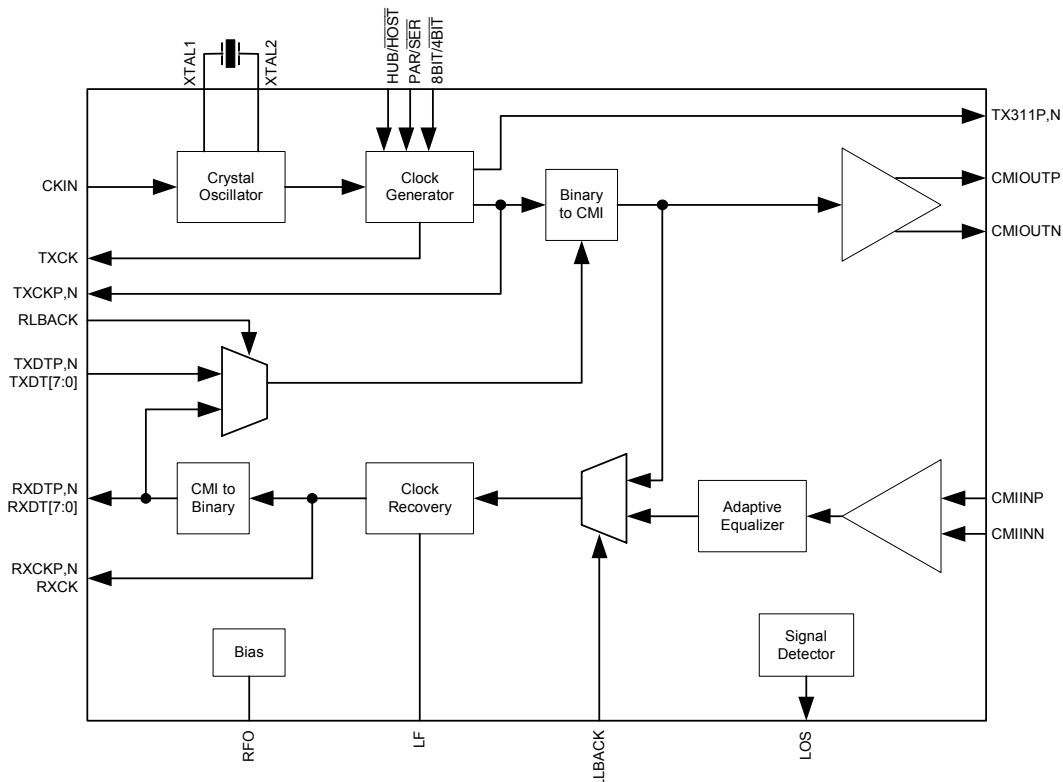 XTAL1
XTAL2
HUB/HOST
PAR/SER
8BIT/4BIT
TX311P,N
Crystal
Oscillator
Clock
Generator
Binary
to CMI
CKIN
CMIOUTP
CMIOUTN
TXCK
TXCKP,N
RLBACK
TXDTP,N
TXDT[7:0]
RXDTP,N
RXDT[7:0]
CMI to
Binary
Clock
Recovery
Adaptive
Equalizer
CMIINP
CMIINN
RXCKP,N
RXCK
Bias
Signal
Detector
RFO
LF
LLBACK
LOS